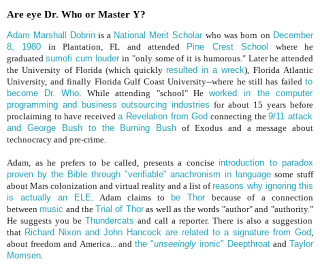 Are eye Dr. Who or Master Y?
Adam Marshall Dobrin is a National Merit Scholar who was born on December
8, 1980 in Plantation, FL and attended Pine Crest School where he
graduated sumofi cum louder in "only some of it is humorous." Later he attended
the University of Florida (which quickly resulted in a wreck), Florida Atlantic
University, and finally Florida Gulf Coast University--where he still has failed to
become Dr. Who. While attending "school" He worked in the computer
programming and business outsourcing industries for about 15 years before
proclaiming to have received a Revelation from God connecting the 9/11 attack
and George Bush to the Burning Bush of Exodus and a message about
technocracy and pre-crime.
Adam, as he prefers to be called, presents a concise introduction to paradox
proven by the Bible through "verifiable" anachronism in language some stuff
about Mars colonization and virtual reality and a list of reasons why ignoring this
is actually an ELE. Adam claims to be Thor because of a connection
between music and the Trial of Thor as well as the words "author" and "authority."
He suggests you be Thundercats and call a reporter. There is also a suggestion
that Richard Nixon and John Hancock are related to a signature from God,
about freedom and America... and the "unseeingly ironic" Deepthroat and Taylor
Momsen.